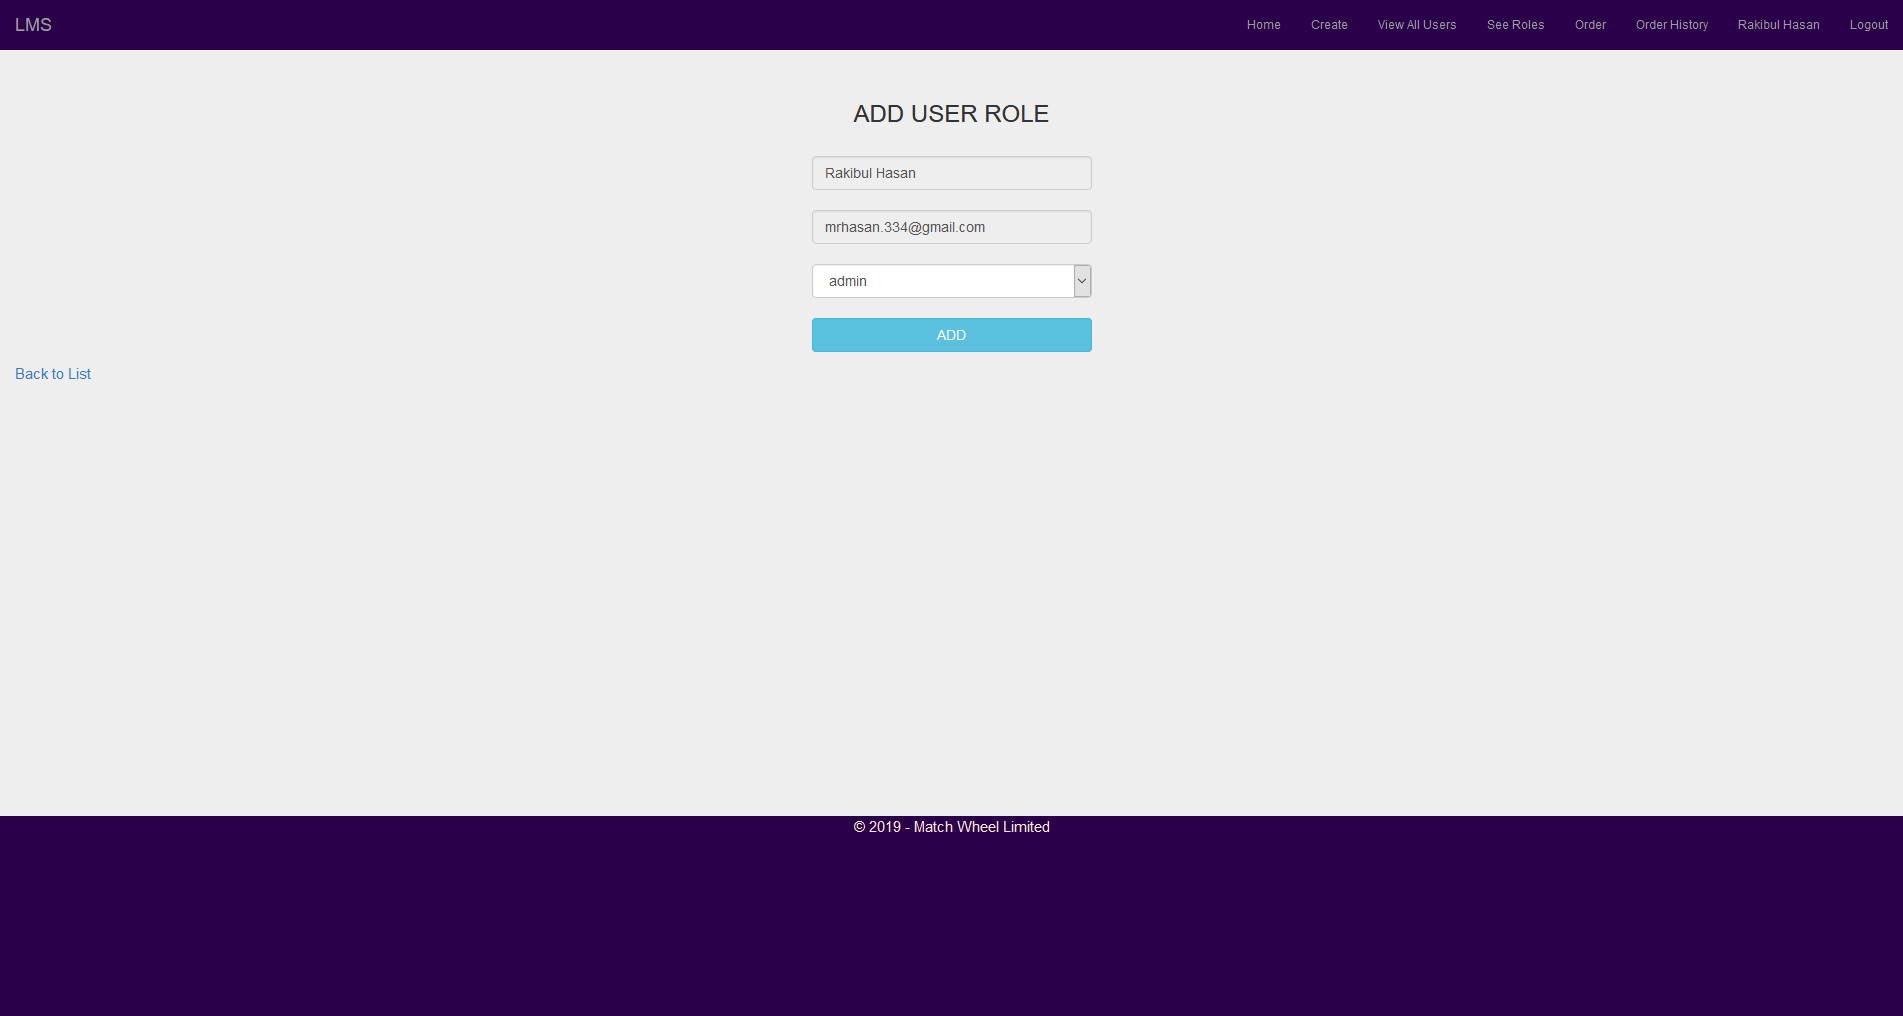 LMS
Home Create View All Users See Roles Order Order History Rakibul Hasan Logout
ADD USER ROLE
Rakibul Hasan
mrhasan.334@gmail.com
admin
ADD
Back to List
© 2019 - Match Wheel Limited